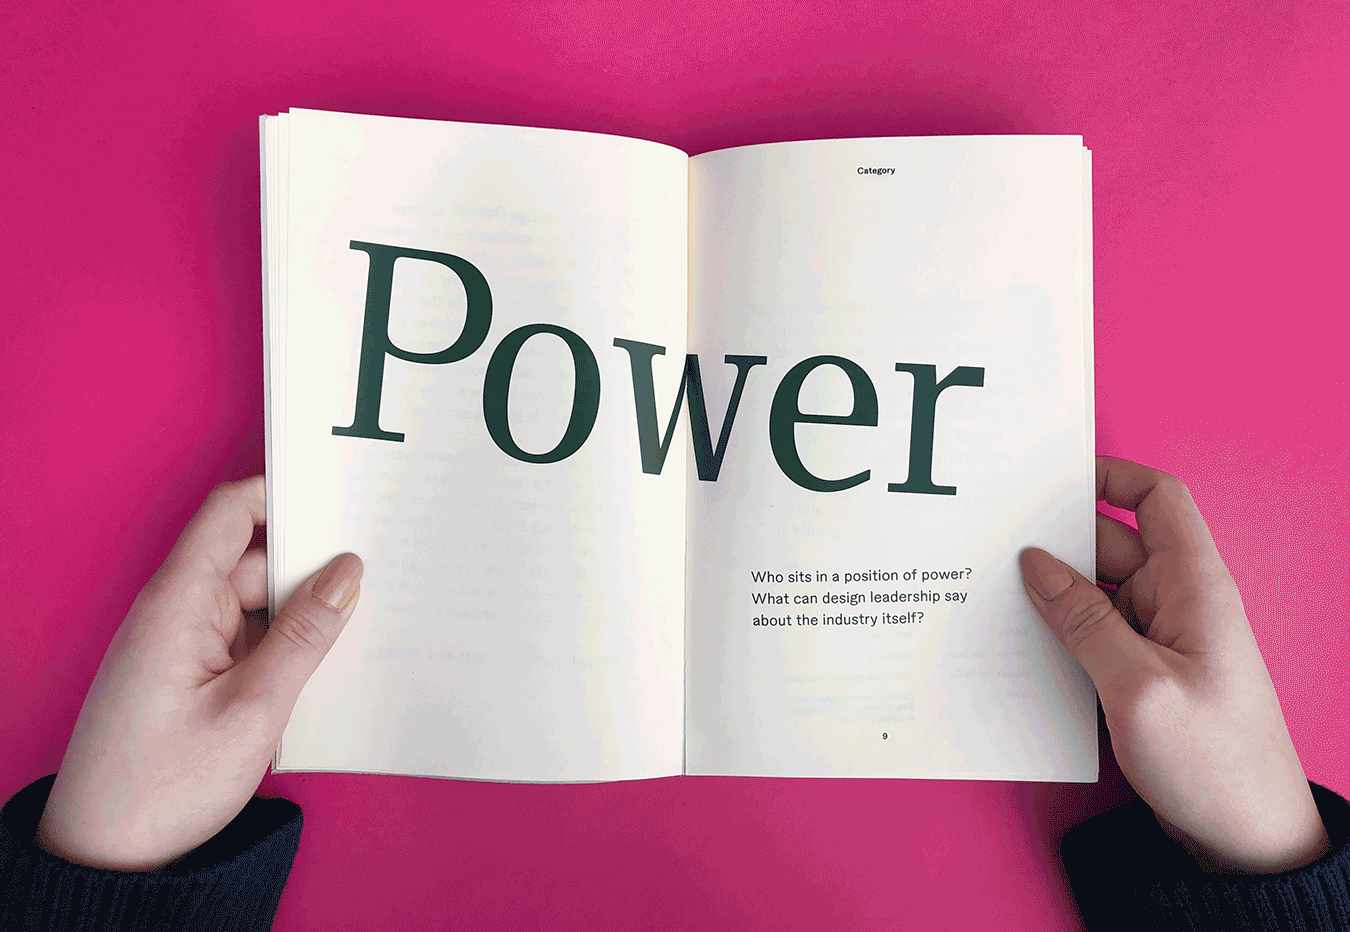 Category
Power
Who sits in a position of power?
What can design leadership say
about the industry itself?
9